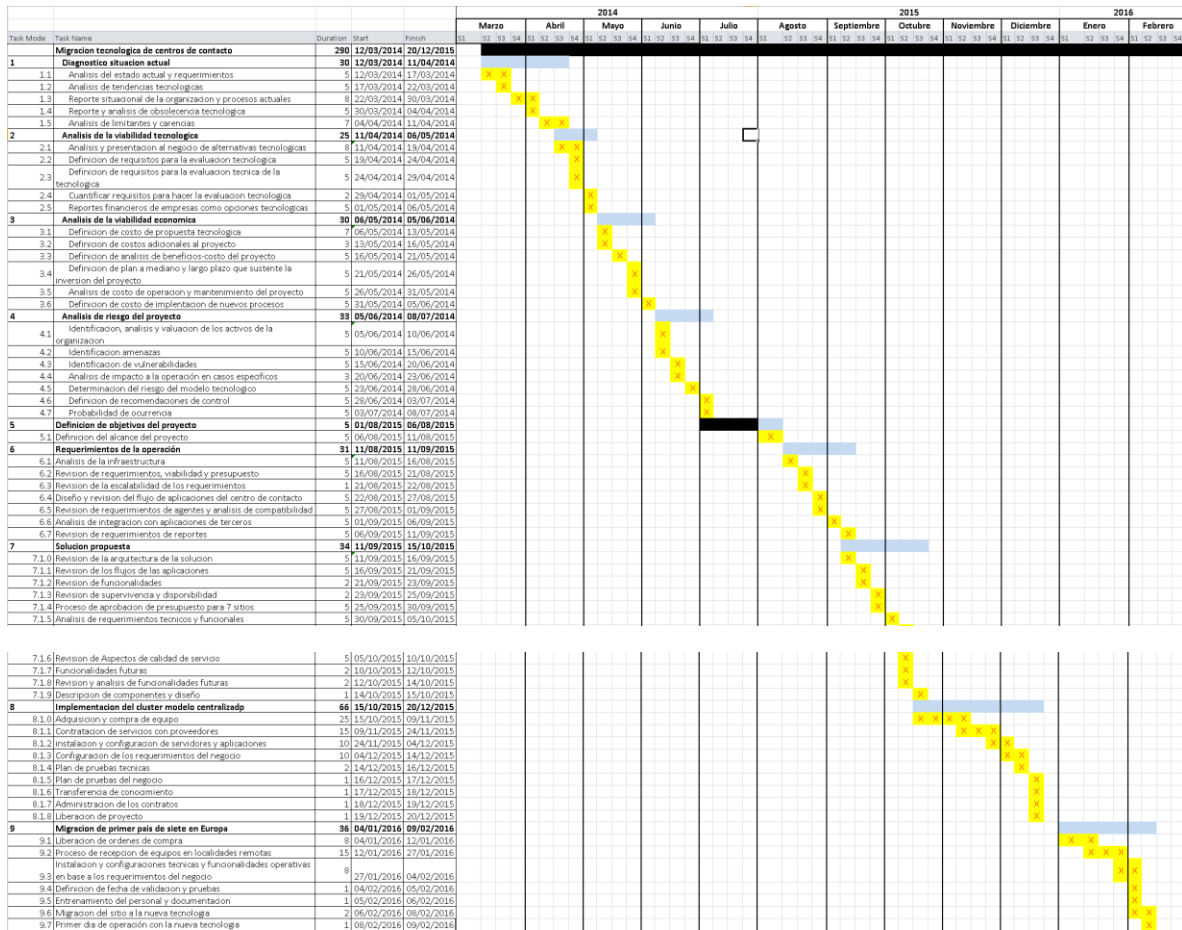 2014 2015 2016
Marzo Abril Mayo Junio Julio Agosto Septiembre Octubre Noviembre Diciembre Enero Febrero
Task Mode Task Name Duration Start Finish S1 S2 S3 S4 S1 S2 S3 S4 S1 S2 S3 S4 S1 S2 S3 S4 S1 S2 S3 S4 S1 S2 S3 S4 S1 S2 S3 S4 S1 S2 S3 S4 S1 S2 S3 S4 S1 S2 S3 S4 S1 S2 S3 S4 S1 S2 S3 S4
Migracion tecnologica de centros de contacto 290 12/03/2014 20/12/2015
1 Diagnostico situacion actual 30 12/03/2014 11/04/2014
1.1 Analisis del estado actual y requerimientos 5 12/03/2014 17/03/2014 X X
1.2 Analisis de tendencias tecnologicas 5 17/03/2014 22/03/2014 X
1.3 Reporte situacional de la organizacion y procesos actuales 8 22/03/2014 30/03/2014 X X
1.4 Reporte y analisis de obsolecencia tecnologica 5 30/03/2014 04/04/2014 X
1.5 Analisis de limitantes y carencias 7 04/04/2014 11/04/2014 X X
2 Analisis de la viabilidad tecnologica 25 11/04/2014 06/05/2014
2.1 Analisis y presentacion al negocio de alternativas tecnologicas 8 11/04/2014 19/04/2014 X X
2.2 Definicion de requisitos para la evaluacion tecnologica 5 19/04/2014 24/04/2014 X
2.3 Definicion de requisitos para la evaluacion tecnica de la
tecnologica 5 24/04/2014 29/04/2014 X
2.4 Cuantificar requisitos para hacer la evaluacion tecnologica 2 29/04/2014 01/05/2014 X
2.5 Reportes financieros de empresas como opciones tecnologicas 5 01/05/2014 06/05/2014 X
3 Analisis de la viabilidad economica 30 06/05/2014 05/06/2014
3.1 Definicion de costo de propuesta tecnologica 7 06/05/2014 13/05/2014 X
3.2 Definicion de costos adicionales al proyecto 3 13/05/2014 16/05/2014 X
3.3 Definicion de analisis de beneficios-costo del proyecto 5 16/05/2014 21/05/2014 X
3.4 Definicion de plan a mediano y largo plazo que sustente la
inversion del proyecto 5 21/05/2014 26/05/2014 X
3.5 Analisis de costo de operacion y mantenimiento del proyecto 5 26/05/2014 31/05/2014 X
3.6 Definicion de costo de implentacion de nuevos procesos 5 31/05/2014 05/06/2014 X
4 Analisis de riesgo del proyecto 33 05/06/2014 08/07/2014
4.1 Identificacion, analisis y valuacion de los activos de la
organizacion 5 05/06/2014 10/06/2014 X
4.2 Identificacion amenazas 5 10/06/2014 15/06/2014 X
4.3 Identificacion de vulnerabilidades 5 15/06/2014 20/06/2014 X
4.4 Analisis de impacto a la operación en casos especificos 3 20/06/2014 23/06/2014 X
4.5 Determinacion del riesgo del modelo tecnologico 5 23/06/2014 28/06/2014 X
4.6 Definicion de recomendaciones de control 5 28/06/2014 03/07/2014 X
4.7 Probabilidad de ocurrencia 5 03/07/2014 08/07/2014 X
5 Definicion de objetivos del proyecto 5 01/08/2015 06/08/2015
5.1 Definicion del alcance del proyecto 5 06/08/2015 11/08/2015 X
6 Requerimientos de la operación 31 11/08/2015 11/09/2015
6.1 Analisis de la infraestructura 5 11/08/2015 16/08/2015 X
6.2 Revision de requerimientos, viabilidad y presupuesto 5 16/08/2015 21/08/2015 X
6.3 Revision de la escalabilidad de los requerimientos 1 21/08/2015 22/08/2015 X
6.4 Diseño y revision del flujo de aplicaciones del centro de contacto 5 22/08/2015 27/08/2015 X
6.5 Revision de requerimientos de agentes y analisis de compatibilidad 5 27/08/2015 01/09/2015 X
6.6 Analisis de integracion con aplicaciones de terceros 5 01/09/2015 06/09/2015 X
6.7 Revision de requerimientos de reportes 5 06/09/2015 11/09/2015 X
7 Solucion propuesta 34 11/09/2015 15/10/2015
7.1.0 Revision de la arquitectura de la solucion 5 11/09/2015 16/09/2015 X
7.1.1 Revision de los flujos de las aplicaciones 5 16/09/2015 21/09/2015 X
7.1.2 Revision de funcionalidades 2 21/09/2015 23/09/2015 X
7.1.3 Revision de supervivencia y disponibilidad 2 23/09/2015 25/09/2015 X
7.1.4 Proceso de aprobacion de presupuesto para 7 sitios 5 25/09/2015 30/09/2015 X
7.1.5 Analisis de requerimientos tecnicos y funcionales 5 30/09/2015 05/10/2015 X
7.1.6 Revision de Aspectos de calidad de servicio 5 05/10/2015 10/10/2015 X
7.1.7 Funcionalidades futuras 2 10/10/2015 12/10/2015 X
7.1.8 Revision y analisis de funcionalidades futuras 2 12/10/2015 14/10/2015 X
7.1.9 Descripcion de componentes y diseño 1 14/10/2015 15/10/2015 X
8 Implementacion del cluster modelo centralizadp 66 15/10/2015 20/12/2015
8.1.0 Adquisicion y compra de equipo 25 15/10/2015 09/11/2015 X X X X
8.1.1 Contratacion de servicios con proveedores 15 09/11/2015 24/11/2015 X X X
8.1.2 Instalacion y configuracion de servidores y aplicaciones 10 24/11/2015 04/12/2015 X X
8.1.3 Configuracion de los requerimientos del negocio 10 04/12/2015 14/12/2015 X X
8.1.4 Plan de pruebas tecnicas 2 14/12/2015 16/12/2015 X
8.1.5 Plan de pruebas del negocio 1 16/12/2015 17/12/2015 X
8.1.6 Transferencia de conocimiento 1 17/12/2015 18/12/2015 X
8.1.7 Administracion de los contratos 1 18/12/2015 19/12/2015 X
8.1.8 Liberacion de proyecto 1 19/12/2015 20/12/2015 X
9 Migracion de primer pais de siete en Europa 36 04/01/2016 09/02/2016
9.1 Liberacion de ordenes de compra 8 04/01/2016 12/01/2016 X X
9.2 Proceso de recepcion de equipos en localidades remotas 15 12/01/2016 27/01/2016 X X X
Instalacion y configuraciones tecnicas y funcionalidades operativas
9.3 en base a los requerimientos del negocio 8 27/01/2016 04/02/2016 X X
9.4 Definicion de fecha de validacion y pruebas 1 04/02/2016 05/02/2016 X
9.5 Entrenamiento del personal y documentacion 1 05/02/2016 06/02/2016 X
9.6 Migracion del sitio a la nueva tecnologia 2 06/02/2016 08/02/2016 X X
9.7 Primer dia de operación con la nueva tecnologia 1 08/02/2016 09/02/2016 X